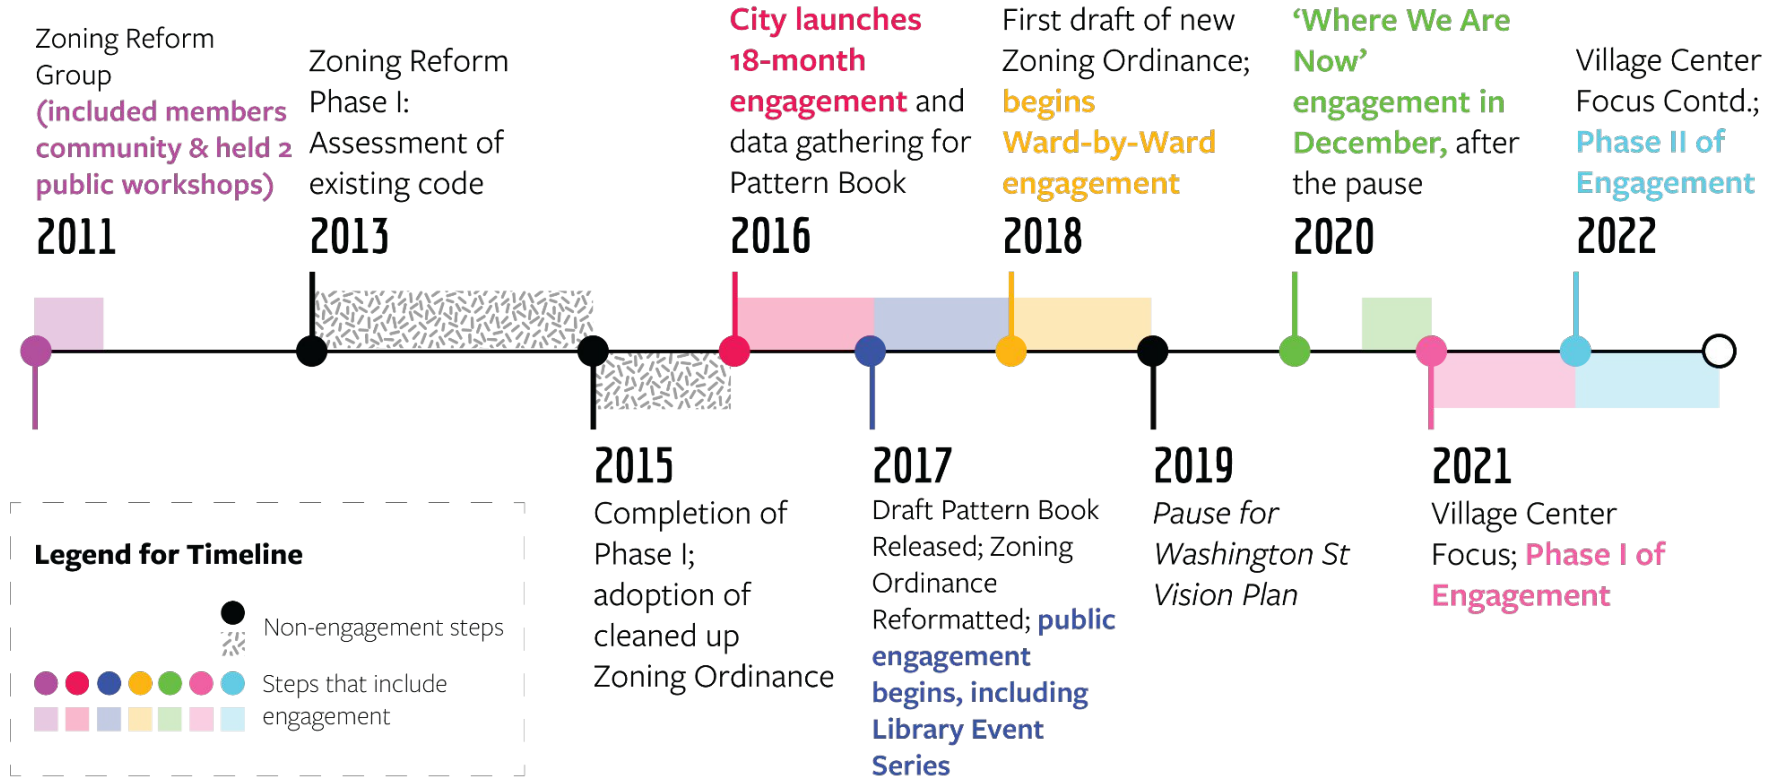 Zoning Reform
Group
(included members
community & held 2
public workshops)
2011
Zoning Reform
Phase I:
Assessment of
existing code
2013
City launches
18-month
engagement and
data gathering for
Pattern Book
2016
First draft of new
Zoning Ordinance;
begins
Ward-by-Ward
engagement
2018
‘Where We Are
Now’
engagement in
December, after
the pause
2020
Village Center
Focus Contd.;
Phase II of
Engagement
2022
2015
Completion of
Phase I;
adoption of
cleaned up
Zoning Ordinance
2017
Draft Pattern Book
Released; Zoning
Ordinance
Reformatted; public
engagement
begins, including
Library Event
Series
2019
Pause for
Washington St
Vision Plan
2021
Village Center
Focus; Phase I of
Engagement
Legend for Timeline
Non-engagement steps
Steps that include
engagement